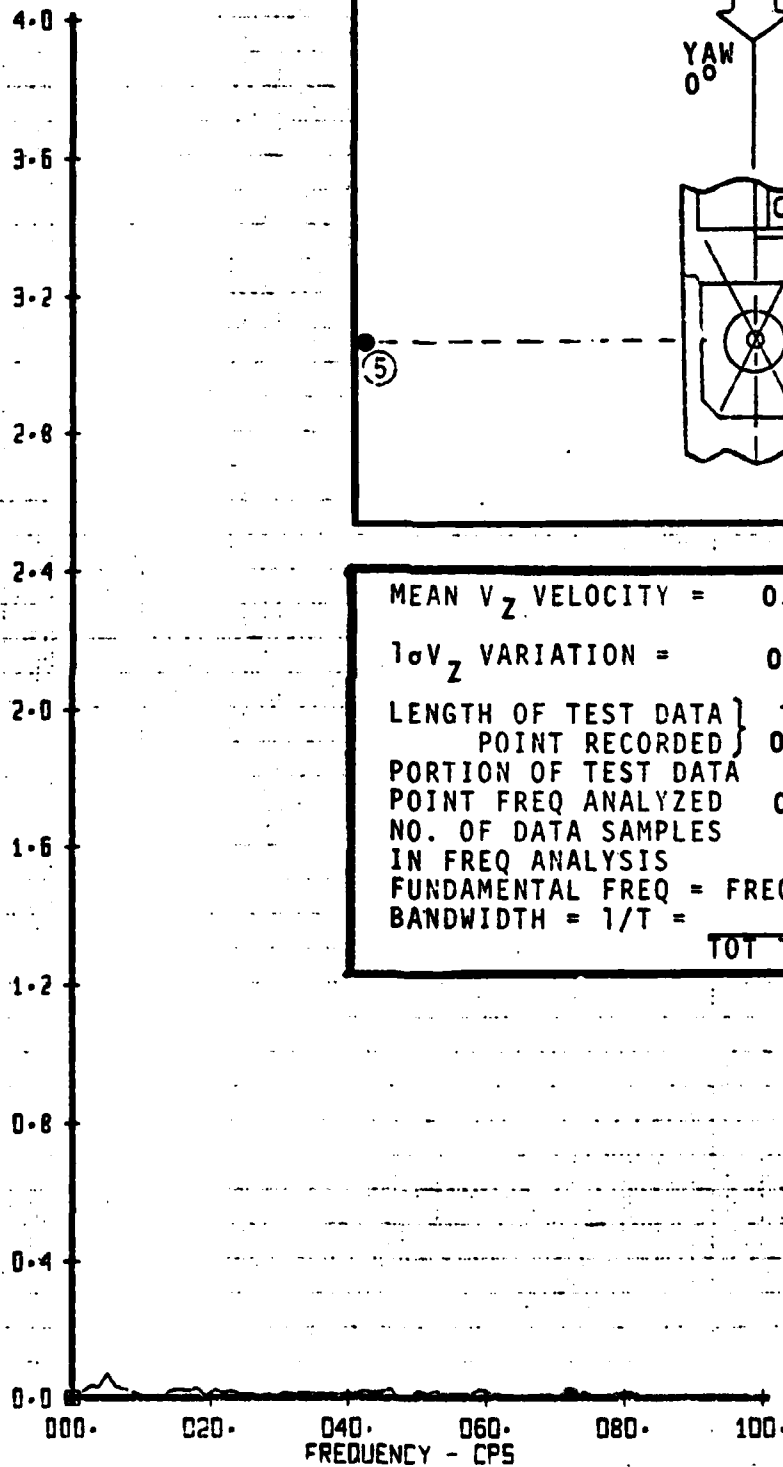 4.0
YAW
0°
3.6
3.2
5
2.8
2.4
MEAN VZ VELOCITY = 0.
1σVZ VARIATION = 0
2.0
LENGTH OF TEST DATA }
POINT RECORDED } 0
PORTION OF TEST DATA
POINT FREQ ANALYZED
NO. OF DATA SAMPLES
1.6
IN FREQ ANALYSIS
FUNDAMENTAL FREQ = FREQ
BANDWIDTH = 1/T =
TOT
1.2
0.8
0.4
0.0
000. 020. 040. 060. 080. 100.
FREQUENCY - CPS